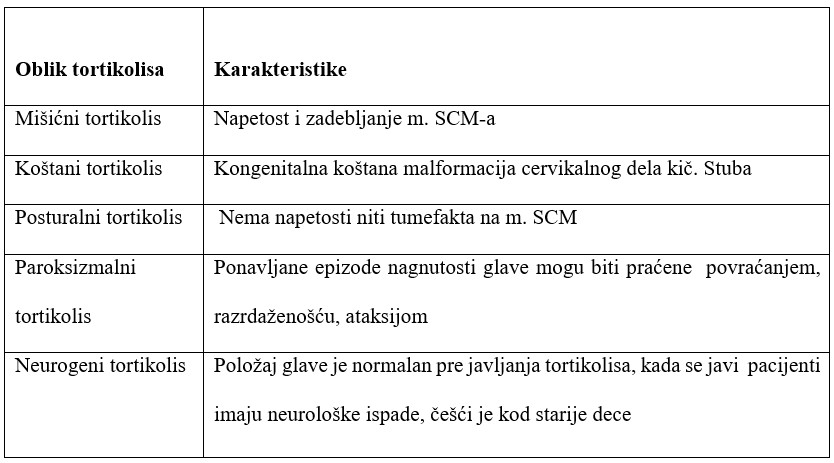 Oblik tortikolisa Karakteristike
Mišićni tortikolis Napetost i zadebljanje m. SCM-a
Koštani tortikolis Kongenitalna koštana malformacija cervikalnog dela kič. Stuba
Posturalni tortikolis Nema napetosti niti tumefakta na m. SCM
Paroksizmalni Ponavljane epizode nagnutosti glave mogu biti praćene povraćanjem,
tortikolis razrdaženošću, ataksijom
Neurogeni tortikolis Položaj glave je normalan pre javljanja tortikolisa, kada se javi pacijenti
imaju neurološke ispade, češći je kod starije dece